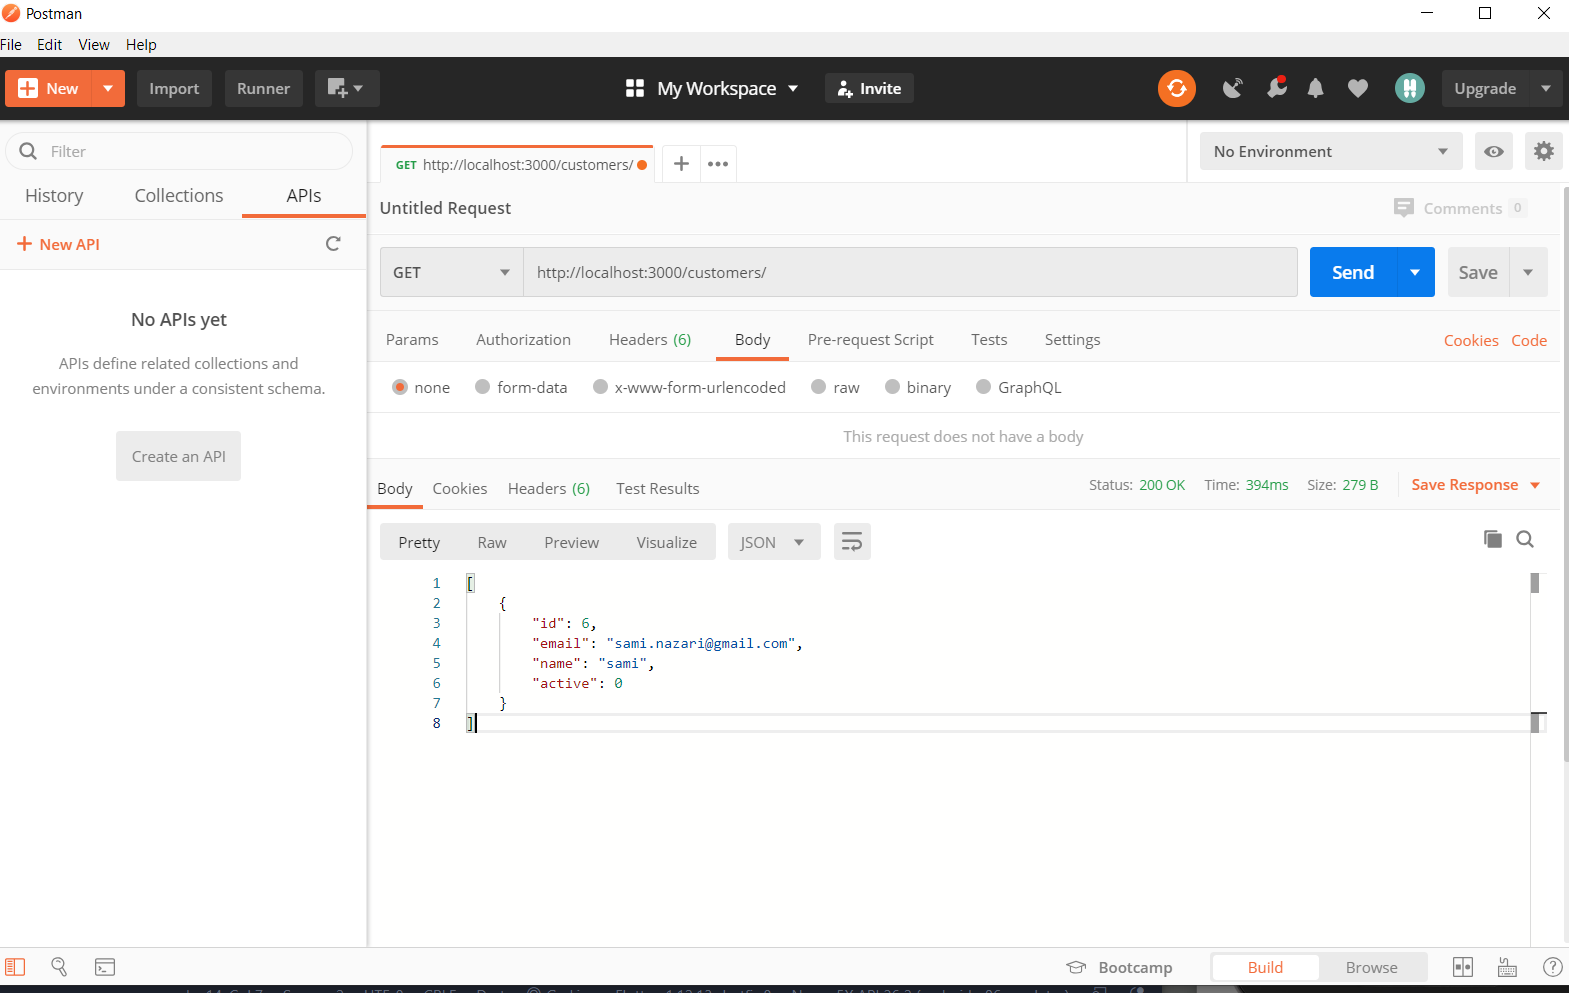 Postman
File Edit View Help
New Import Runner My Workspace Invite Upgrade
Filter
History Collections APIs
New API
No APIs yet
APIs define related collections and
environments under a consistent schema.
Create an API
GET http://localhost:3000/customers/
No Environment
Untitled Request
Comments 0
GET http://localhost:3000/customers/ Send Save
Params Authorization Headers (6) Body Pre-request Script Tests Settings Cookies Code
none form-data x-www-form-urlencoded raw binary GraphQL
This request does not have a body
Body Cookies Headers (6) Test Results Status: 200 OK Time: 394ms Size: 279 B Save Response
Pretty Raw Preview Visualize JSON
1 [
2 {
3 "id": 6,
4 "email": "sami.nazari@gmail.com",
5 "name": "sami",
6 "active": 0
7 }
8 ]
Bootcamp Build Browse